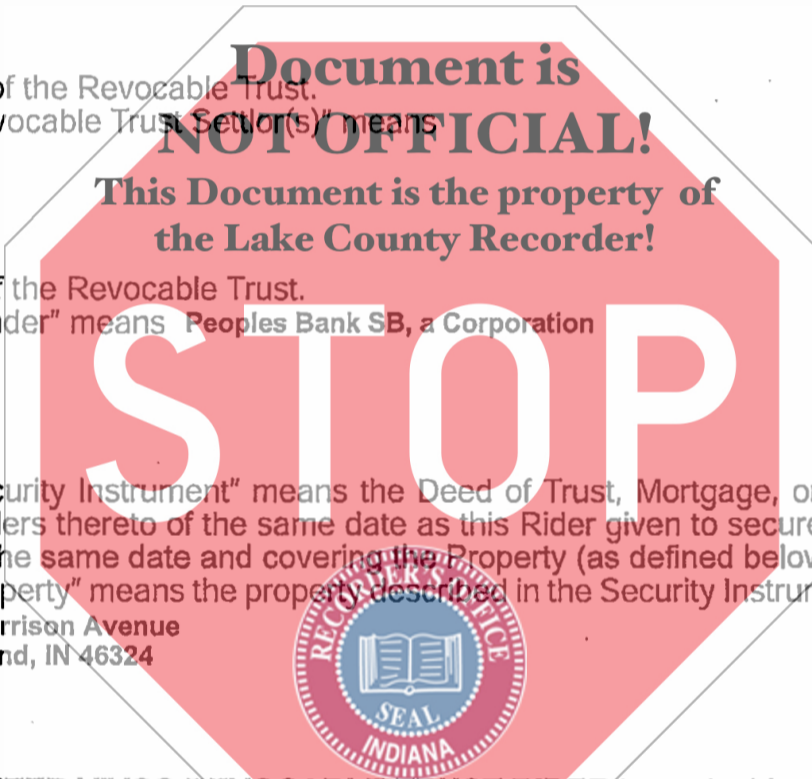 Document is
of the Revocable Trust.
vocable Trust Settlor(s)" means
NOT OFFICIAL!
This Document is the property of
the Lake County Recorder!
the Revocable Trust.
der" means Peoples Bank SB, a Corporation
STOP
curity Instrument" means the Deed of Trust, Mortgage, or
ers thereto of the same date as this Rider given to secure
he same date and covering the Property (as defined below
perty" means the property described in the Security Instrum
rrison Avenue
nd, IN 46324
RECORDER'S OFFICE
SEAL
INDIANA